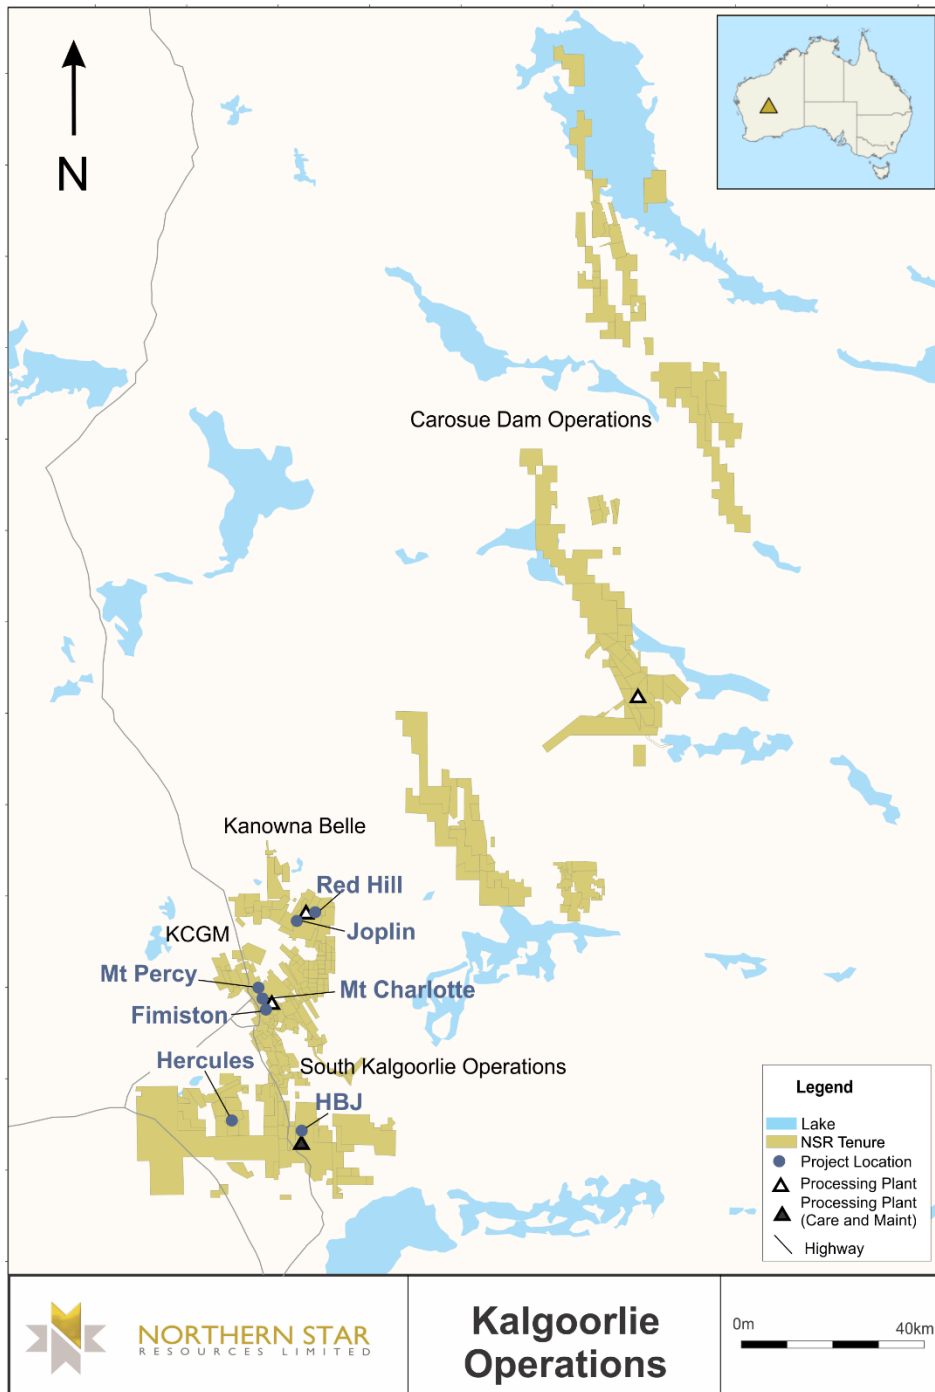 N
Carosue Dam Operations
Kanowna Belle
Red Hill
Joplin
KCGM
Mt Percy
Mt Charlotte
Fimiston
Hercules
South Kalgoorlie Operations
HBJ
Legend
Lake
NSR Tenure
Project Location
Processing Plant
Processing Plant
(Care and Maint)
Highway
NORTHERN STAR
RESOURCES LIMITED
Kalgoorlie
Operations
0m 40km